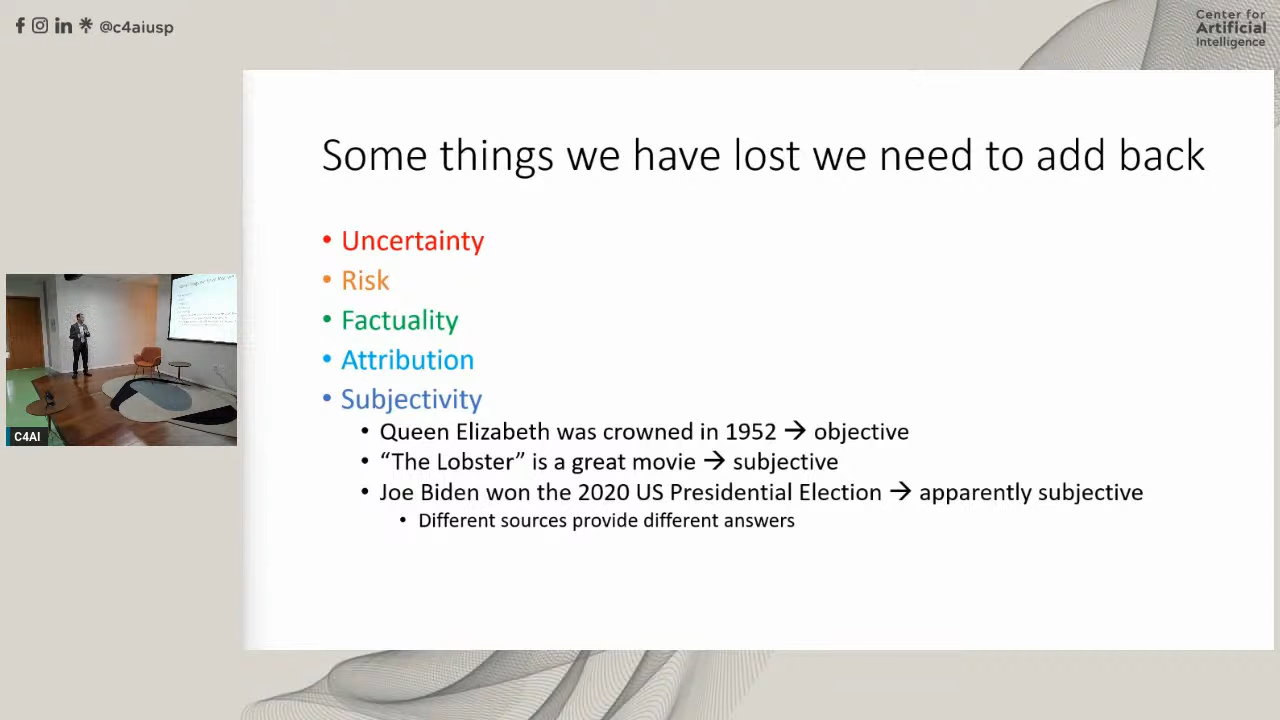 @c4aiusp
Center for
Artificial
Intelligence
Some things we have lost we need to add back
• Uncertainty
• Risk
• Factuality
• Attribution
• Subjectivity
• Queen Elizabeth was crowned in 1952 → objective
• “The Lobster” is a great movie → subjective
• Joe Biden won the 2020 US Presidential Election → apparently subjective
• Different sources provide different answers
C4AI